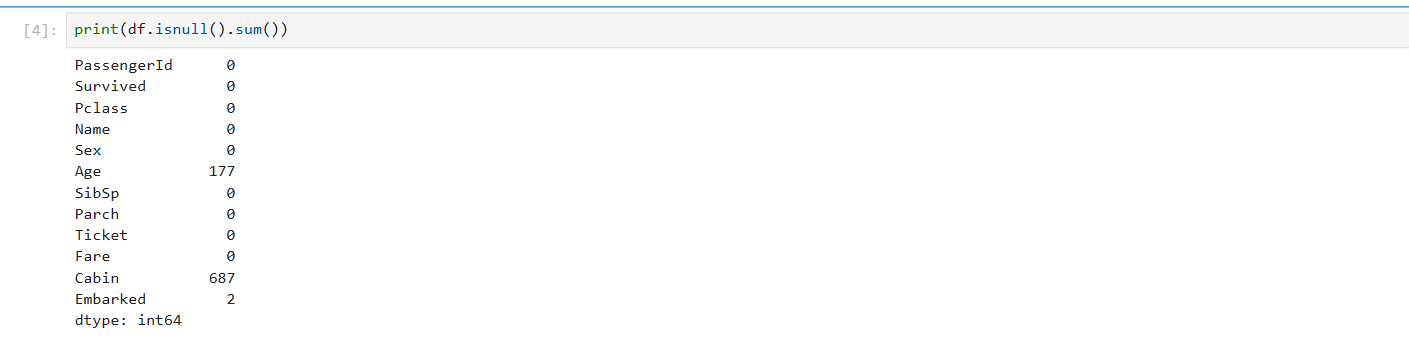 [4]: print(df.isnull().sum())
PassengerId 0
Survived 0
Pclass 0
Name 0
Sex 0
Age 177
SibSp 0
Parch 0
Ticket 0
Fare 0
Cabin 687
Embarked 2
dtype: int64